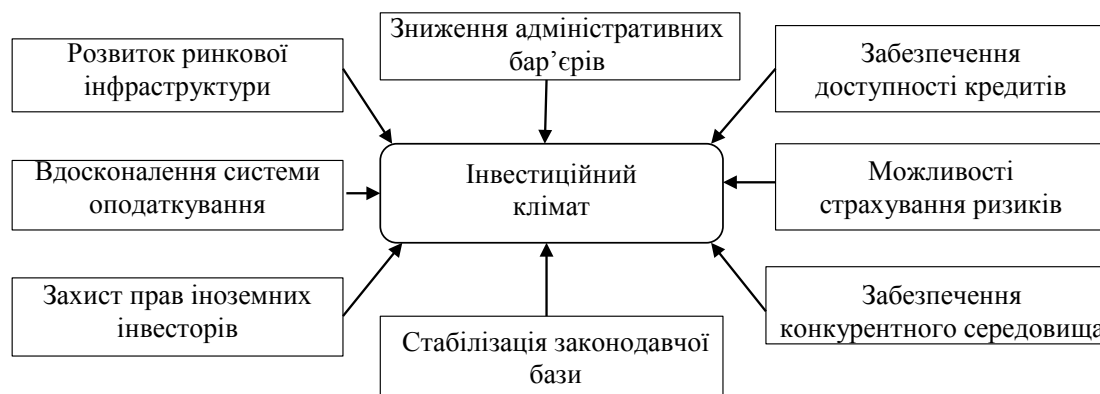 Зниження адміністративних
бар’єрів
Розвиток ринкової
інфраструктури
Забезпечення
доступності кредитів
Вдосконалення системи
оподаткування
Інвестиційний
клімат
Можливості
страхування ризиків
Захист прав іноземних
інвесторів
Стабілізація законодавчої
бази
Забезпечення
конкурентного середовища